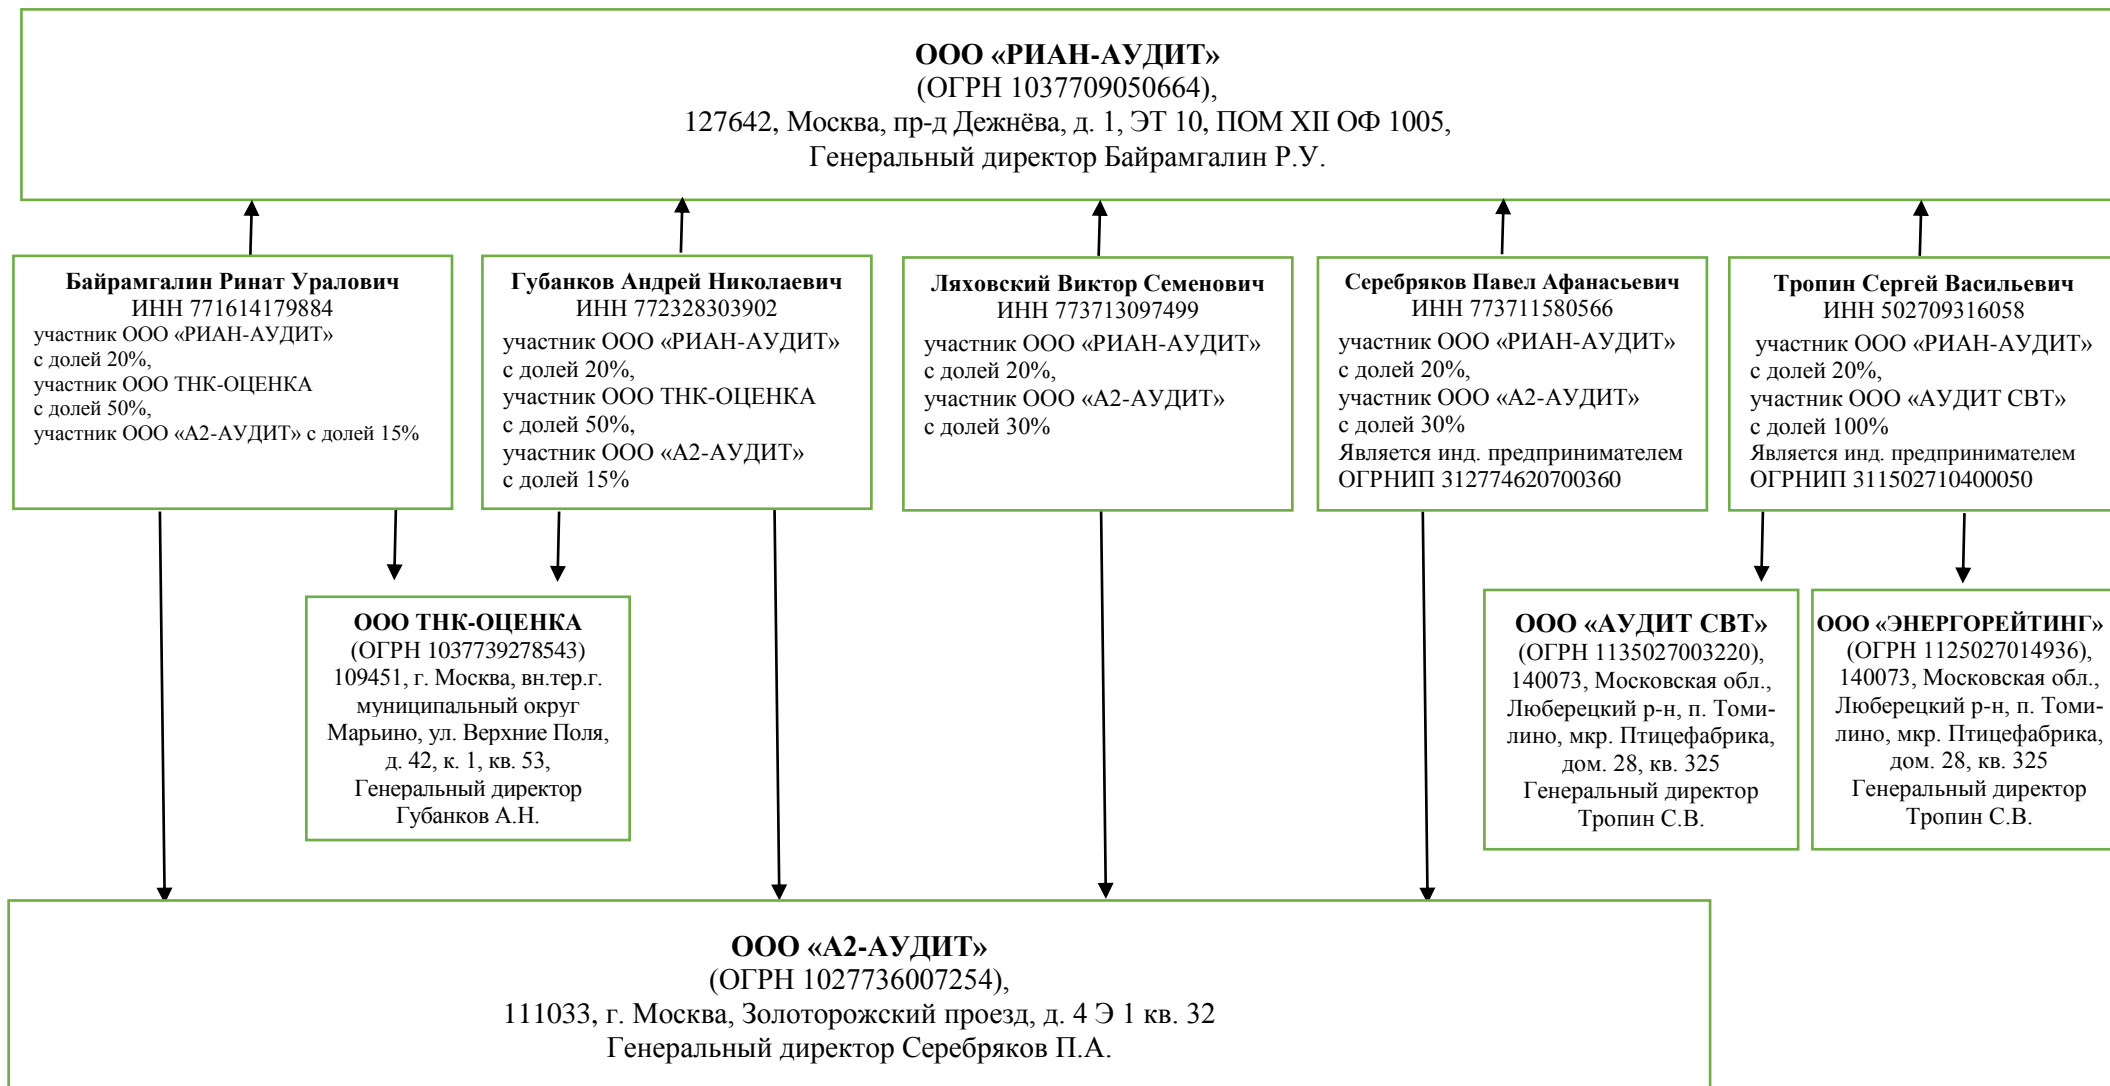 ООО «РИАН-АУДИТ»
(ОГРН 1037709050664),
127642, Москва, пр-д Дежнёва, д. 1, ЭТ 10, ПОМ XII ОФ 1005,
Генеральный директор Байрамгалин Р.У.
Байрамгалин Ринат Уралович
ИНН 771614179884
участник ООО «РИАН-АУДИТ»
с долей 20%,
участник ООО ТНК-ОЦЕНКА
с долей 50%,
участник ООО «А2-АУДИТ» с долей 15%
Губанков Андрей Николаевич
ИНН 772328303902
участник ООО «РИАН-АУДИТ»
с долей 20%,
участник ООО ТНК-ОЦЕНКА
с долей 50%,
участник ООО «А2-АУДИТ»
с долей 15%
Ляховский Виктор Семенович
ИНН 773713097499
участник ООО «РИАН-АУДИТ»
с долей 20%,
участник ООО «А2-АУДИТ»
с долей 30%
Серебряков Павел Афанасьевич
ИНН 773711580566
участник ООО «РИАН-АУДИТ»
с долей 20%,
участник ООО «А2-АУДИТ»
с долей 30%
Является инд. предпринимателем
ОГРНИП 312774620700360
Тропин Сергей Васильевич
ИНН 502709316058
участник ООО «РИАН-АУДИТ»
с долей 20%,
участник ООО «АУДИТ СВТ»
с долей 100%
Является инд. предпринимателем
ОГРНИП 311502710400050
ООО ТНК-ОЦЕНКА
(ОГРН 1037739278543)
109451, г. Москва, вн.тер.г.
муниципальный округ
Марьино, ул. Верхние Поля,
д. 42, к. 1, кв. 53,
Генеральный директор
Губанков А.Н.
ООО «АУДИТ СВТ»
(ОГРН 1135027003220),
140073, Московская обл.,
Люберецкий р-н, п. Томи-
лино, мкр. Птицефабрика,
дом. 28, кв. 325
Генеральный директор
Тропин С.В.
ООО «ЭНЕРГОРЕЙТИНГ»
(ОГРН 1125027014936),
140073, Московская обл.,
Люберецкий р-н, п. Томи-
лино, мкр. Птицефабрика,
дом. 28, кв. 325
Генеральный директор
Тропин С.В.
ООО «А2-АУДИТ»
(ОГРН 1027736007254),
111033, г. Москва, Золоторожский проезд, д. 4 Э 1 кв. 32
Генеральный директор Серебряков П.А.